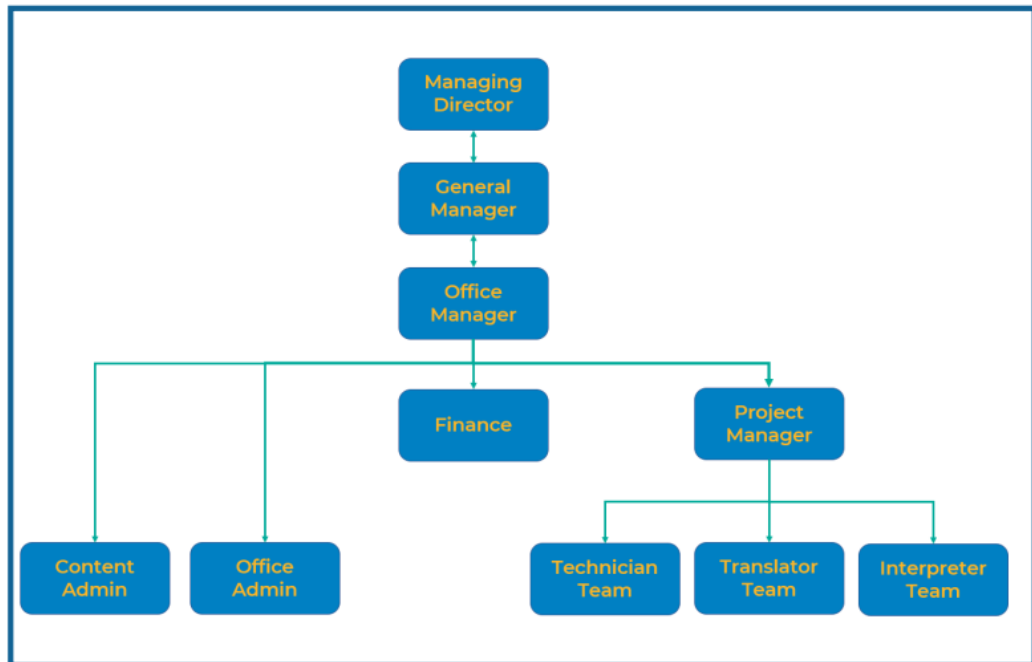 Managing
Director
General
Manager
Office
Manager
Finance
Project
Manager
Content
Admin
Office
Admin
Technician
Team
Translator
Team
Interpreter
Team